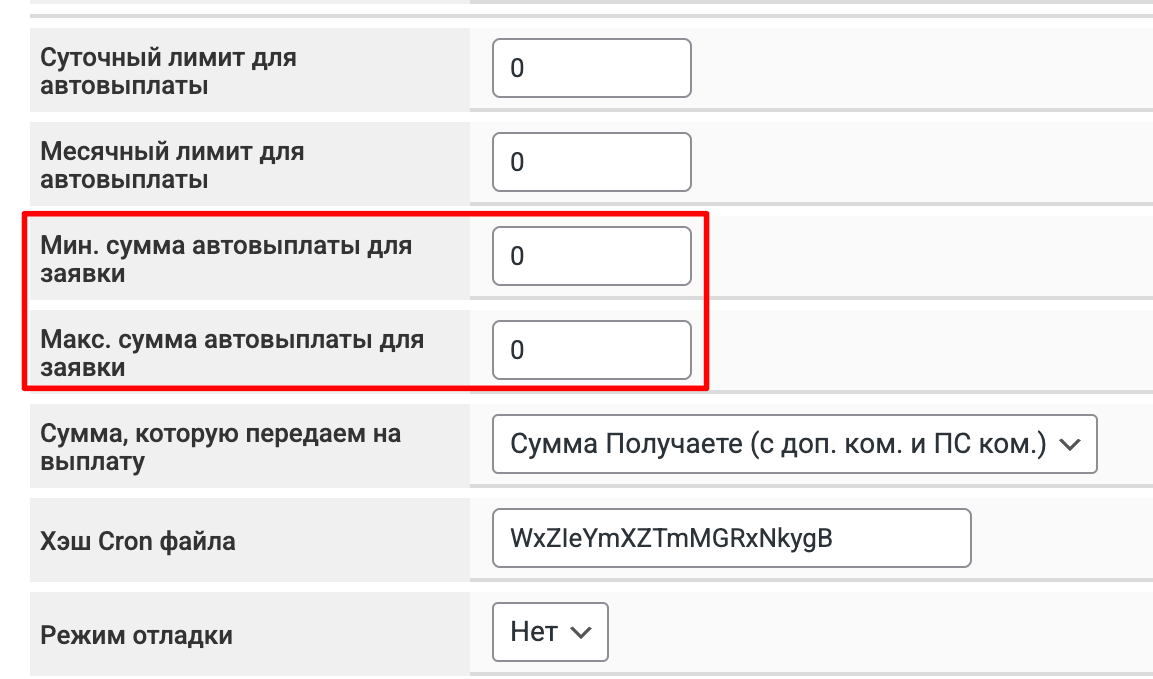 Суточный лимит для
автовыплаты
0
Месячный лимит для
автовыплаты
0
Мин. сумма автовыплаты для
заявки
0
Макс. сумма автовыплаты для
заявки
0
Сумма, которую передаем на
выплату
Сумма Получаете (с доп. ком. и ПС ком.)
Хэш Cron файла
WxZIeYmXZTmMGRxNkygB
Режим отладки
Нет